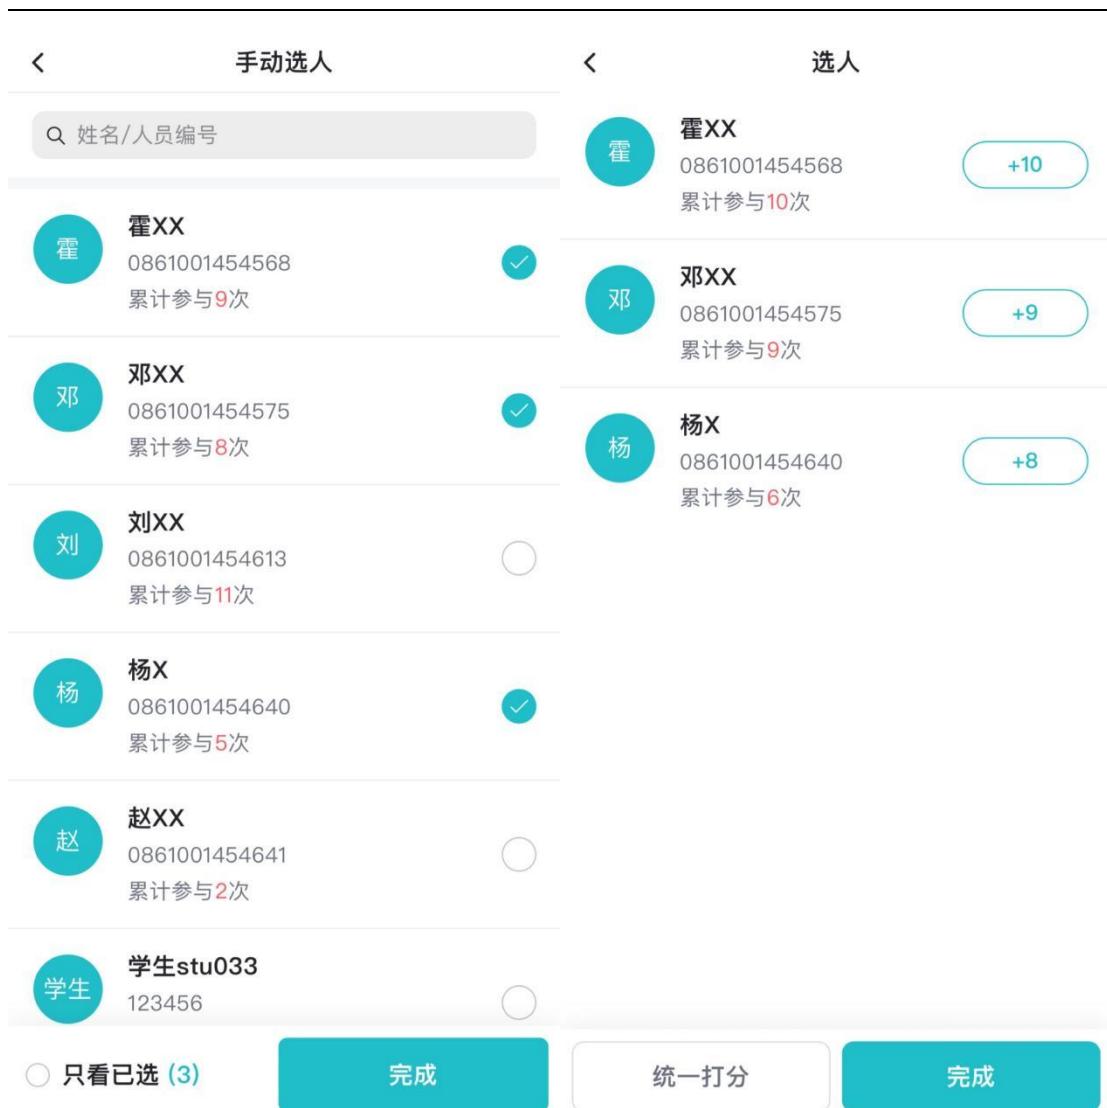 手动选人
姓名/人员编号
霍
霍XX
0861001454568
累计参与9次
邓
邓XX
0861001454575
累计参与8次
刘
刘XX
0861001454613
累计参与11次
杨
杨X
0861001454640
累计参与5次
赵
赵XX
0861001454641
累计参与2次
学生
学生stu033
123456
只看已选 (3)
完成
选人
霍
霍XX
0861001454568
累计参与10次
+10
邓
邓XX
0861001454575
累计参与9次
+9
杨
杨X
0861001454640
累计参与6次
+8
统一打分
完成